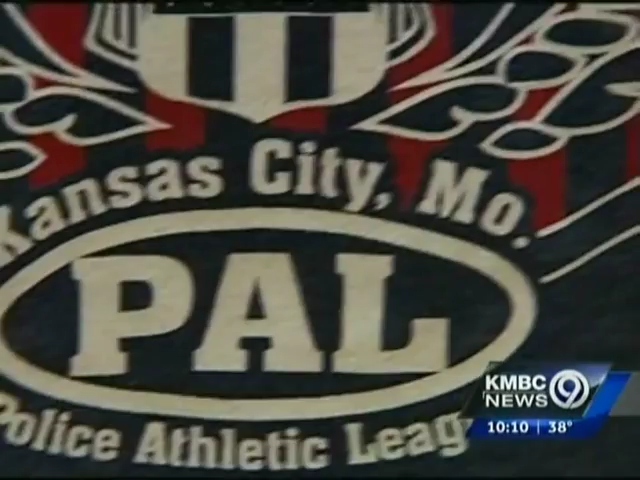 Kansas City, Mo.
PAL
Police Athletic Leag
KMBC 9
NEWS
10:10 | 38°